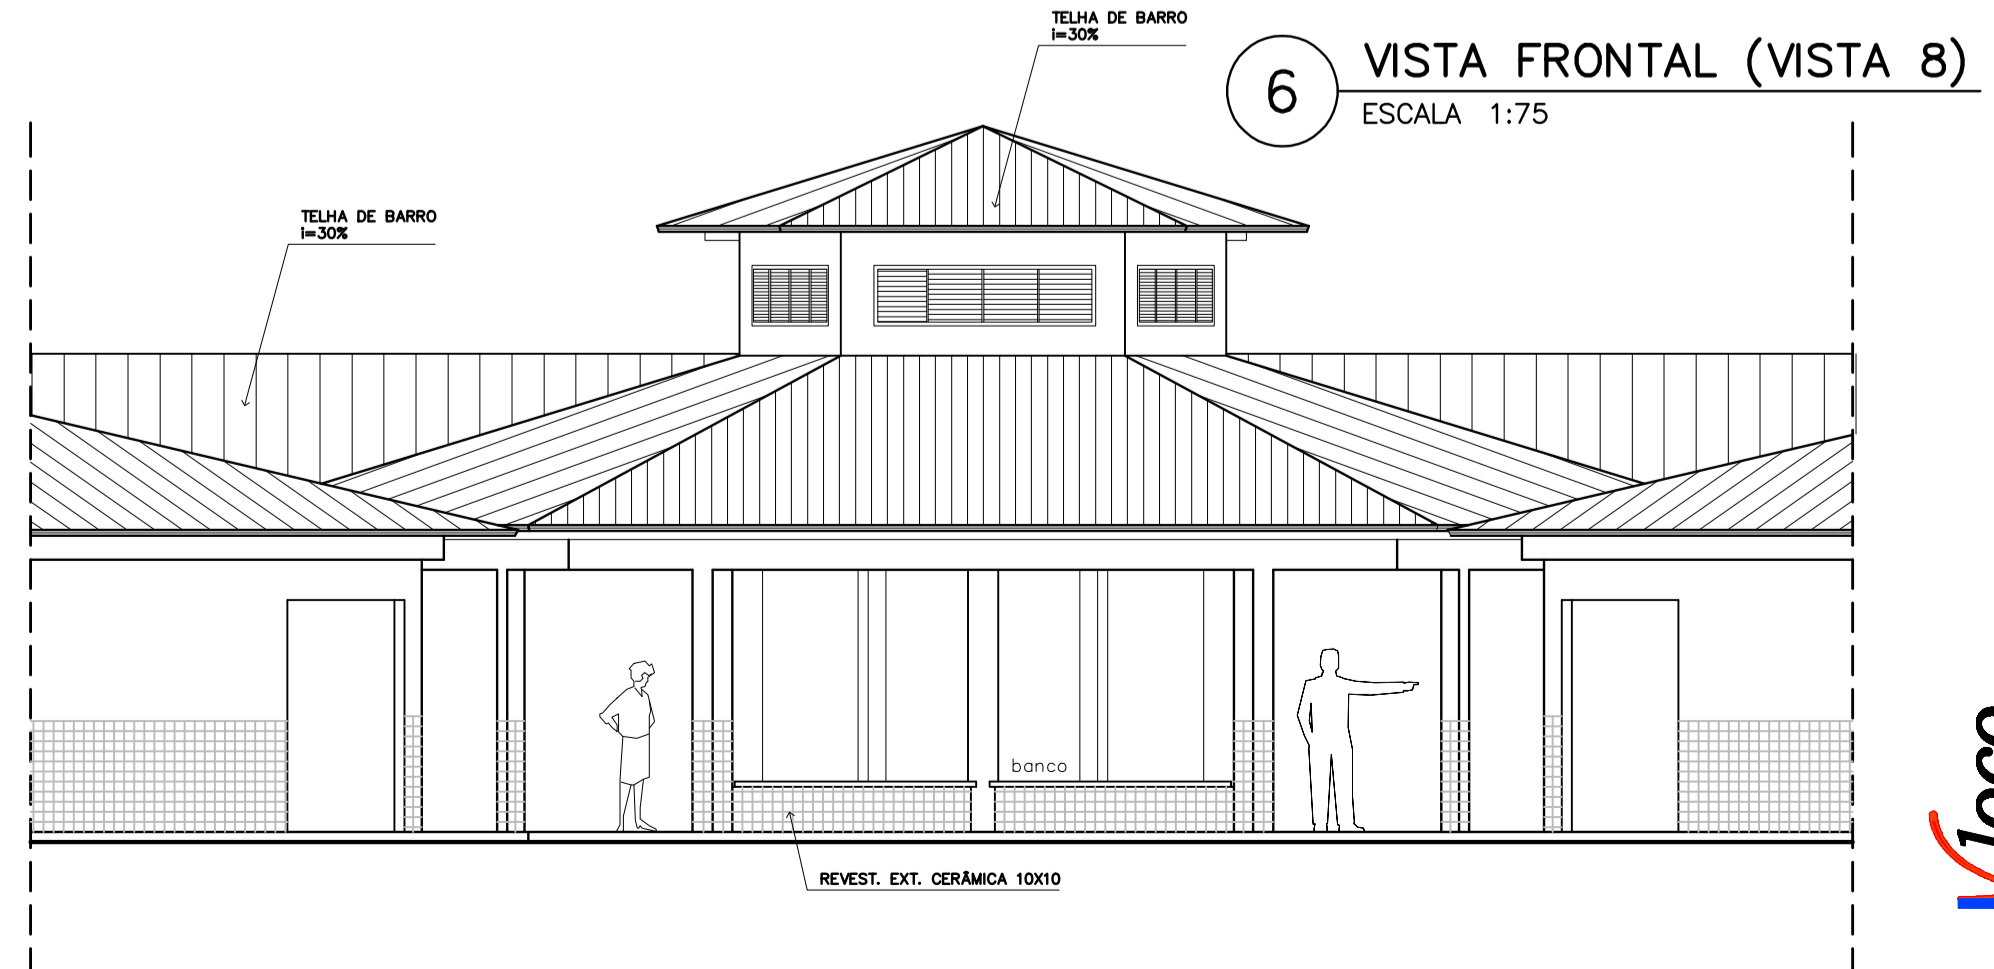 TELHA DE BARRO
i=30%
6
VISTA FRONTAL (VISTA 8)
ESCALA 1:75
TELHA DE BARRO
i=30%
banco
REVEST. EXT. CERÂMICA 10X10